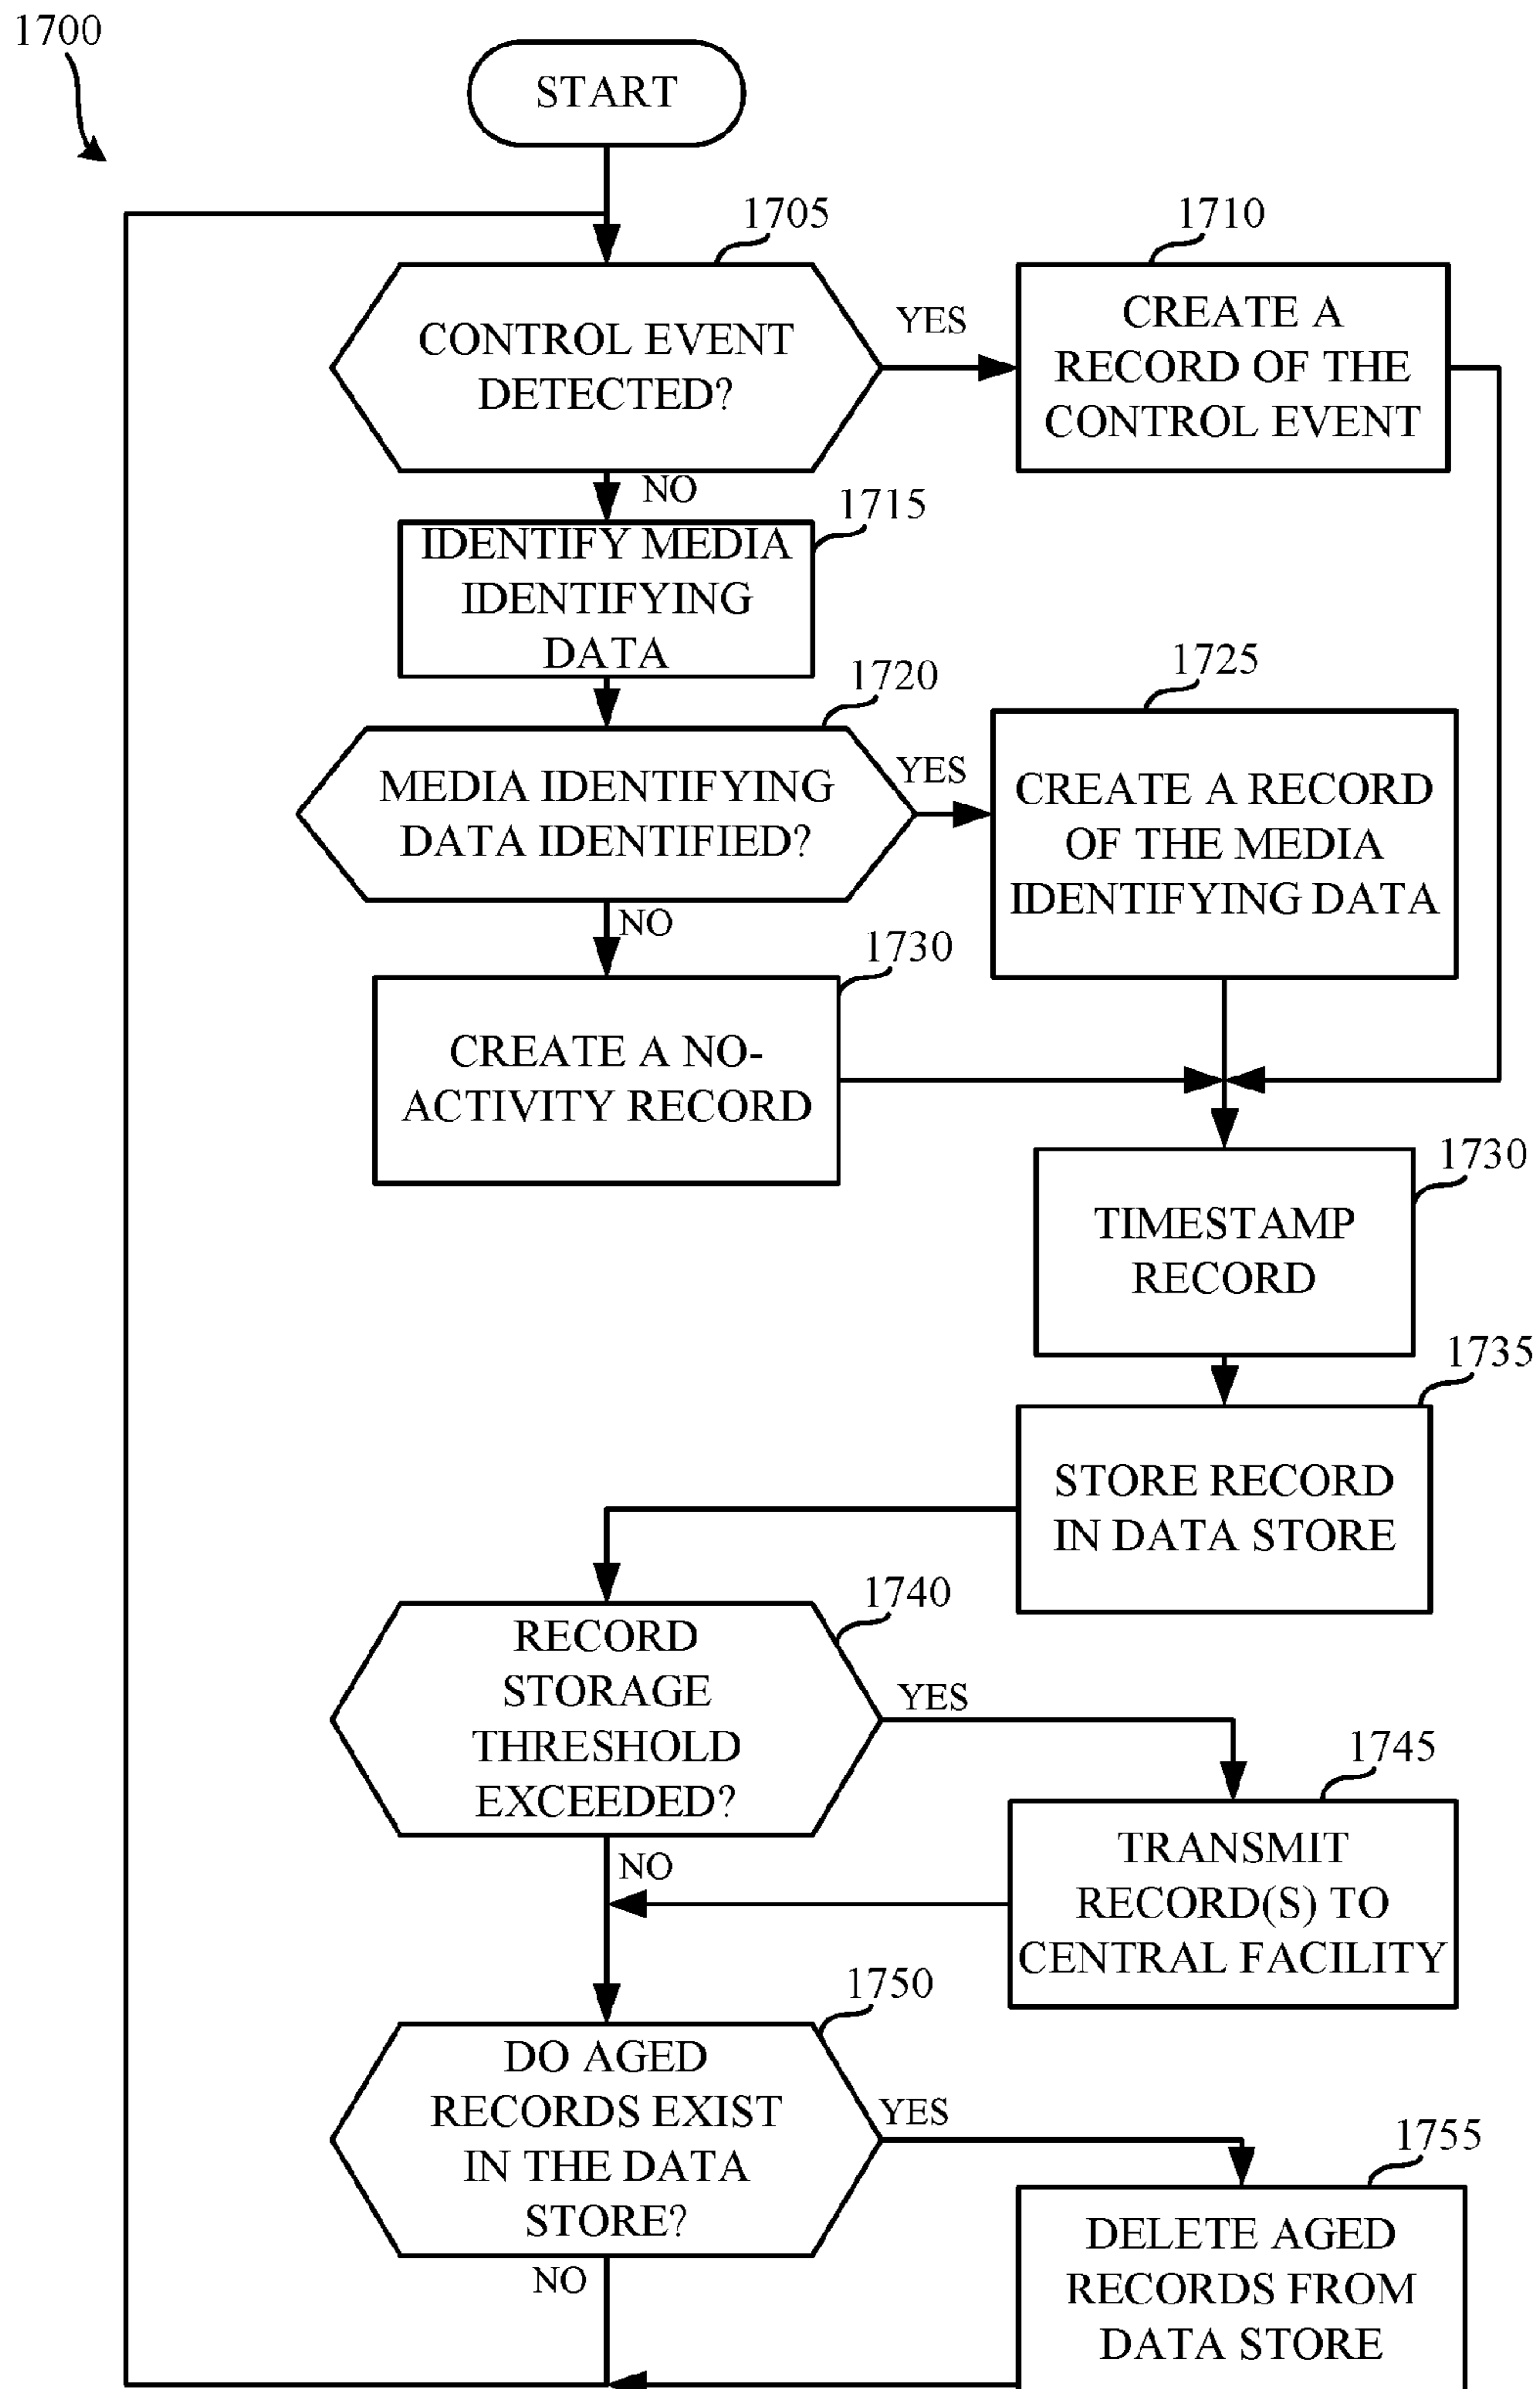 1700
START
1705
1710
CONTROL EVENT
DETECTED?
YES
CREATE A
RECORD OF THE
CONTROL EVENT
NO
1715
IDENTIFY MEDIA
IDENTIFYING
DATA
1720
1725
MEDIA IDENTIFYING
DATA IDENTIFIED?
YES
CREATE A RECORD
OF THE MEDIA
IDENTIFYING DATA
NO
1730
CREATE A NO-
ACTIVITY RECORD
1730
TIMESTAMP
RECORD
1735
STORE RECORD
IN DATA STORE
1740
RECORD
STORAGE
THRESHOLD
EXCEEDED?
YES
1745
TRANSMIT
RECORD(S) TO
CENTRAL FACILITY
NO
1750
DO AGED
RECORDS EXIST
IN THE DATA
STORE?
YES
1755
DELETE AGED
RECORDS FROM
DATA STORE
NO